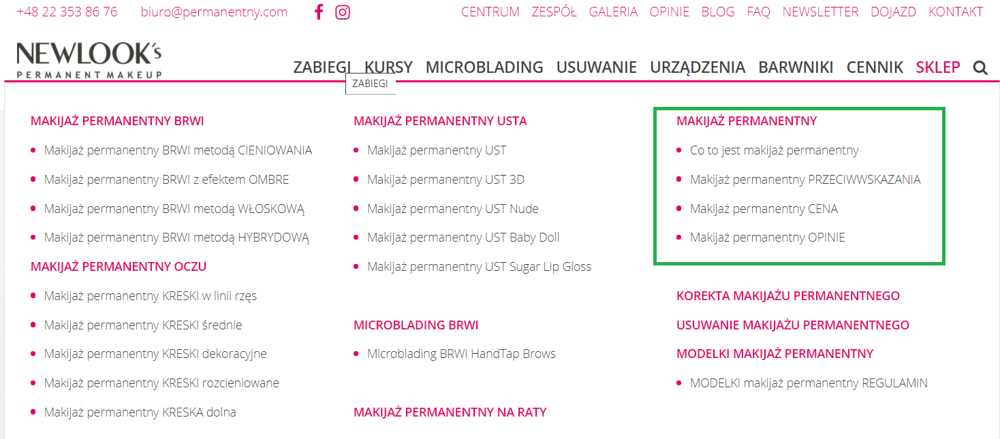 +48 22 353 86 76 biuro@permanentny.com CENTRUM ZESPÓŁ GALERIA OPINIE BLOG FAQ NEWSLETTER DOJAZD KONTAKT
NEWLOOK's
PERMANENT MAKEUP
ZABIEGI KURSY MICROBLADING USUWANIE URZĄDZENIA BARWNIKI CENNIK SKLEP
ZABIEGI
MAKIJAŻ PERMANENTNY BRWI
Makijaż permanentny BRWI metodą CIENIOWANIA
Makijaż permanentny BRWI z efektem OMBRE
Makijaż permanentny BRWI metodą WŁOSKOWĄ
Makijaż permanentny BRWI metodą HYBRYDOWĄ
MAKIJAŻ PERMANENTNY OCZU
Makijaż permanentny KRESKI w linii rzęs
Makijaż permanentny KRESKI średnie
Makijaż permanentny KRESKI dekoracyjne
Makijaż permanentny KRESKI rozcieniowane
Makijaż permanentny KRESKA dolna
MAKIJAŻ PERMANENTNY USTA
Makijaż permanentny UST
Makijaż permanentny UST 3D
Makijaż permanentny UST Nude
Makijaż permanentny UST Baby Doll
Makijaż permanentny UST Sugar Lip Gloss
MICROBLADING BRWI
Microblading BRWI HandTap Brows
MAKIJAŻ PERMANENTNY NA RATY
MAKIJAŻ PERMANENTNY
Co to jest makijaż permanentny
Makijaż permanentny PRZECIWWSKAZANIA
Makijaż permanentny CENA
Makijaż permanentny OPINIE
KOREKTA MAKIJAŻU PERMANENTNEGO
USUWANIE MAKIJAŻU PERMANENTNEGO
MODELKI MAKIJAŻ PERMANENTNY
MODELKI makijaż permanentny REGULAMIN